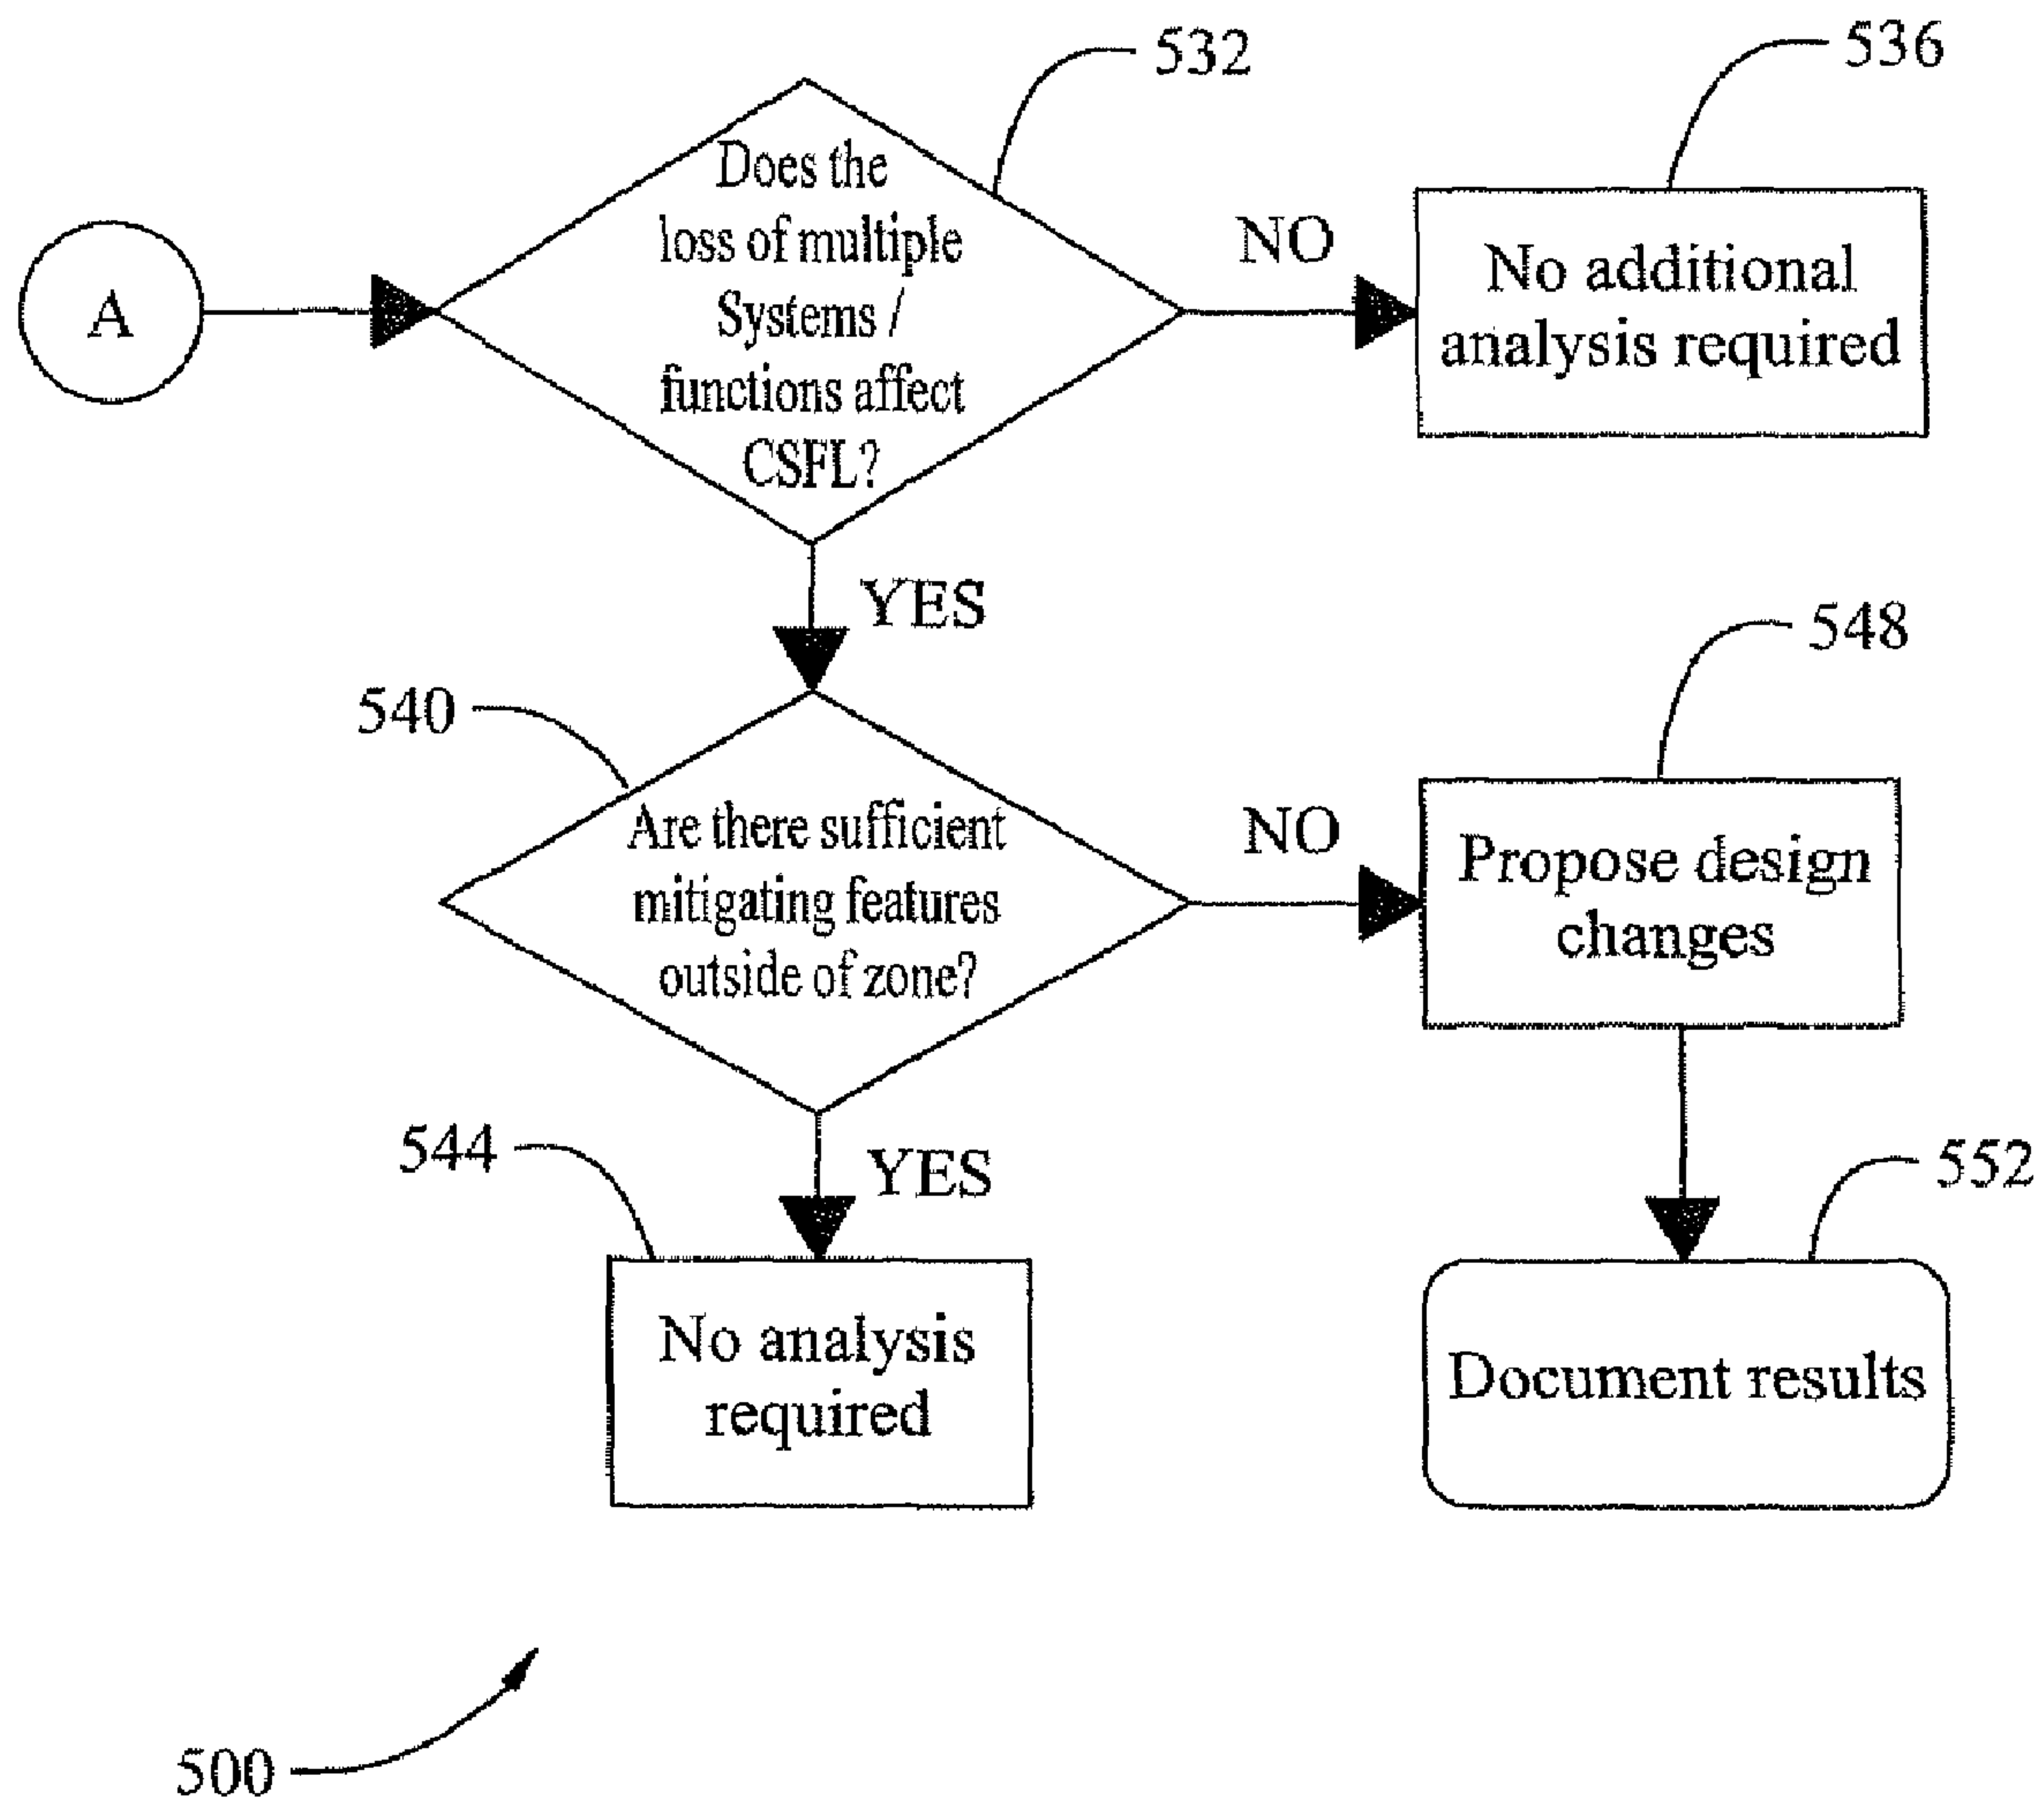 532
536
A
Does the
loss of multiple
Systems /
functions affect
CSFL?
NO
No additional
analysis required
YES
548
540
Are there sufficient
mitigating features
outside of zone?
NO
Propose design
changes
544
YES
552
No analysis
required
Document results
500